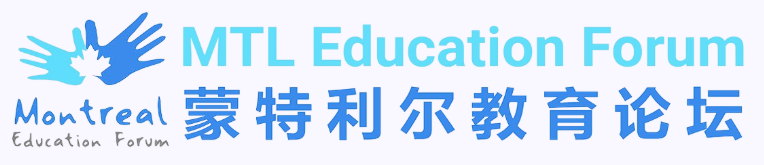 Montreal
Education Forum
MTL Education Forum
蒙特利尔教育论坛